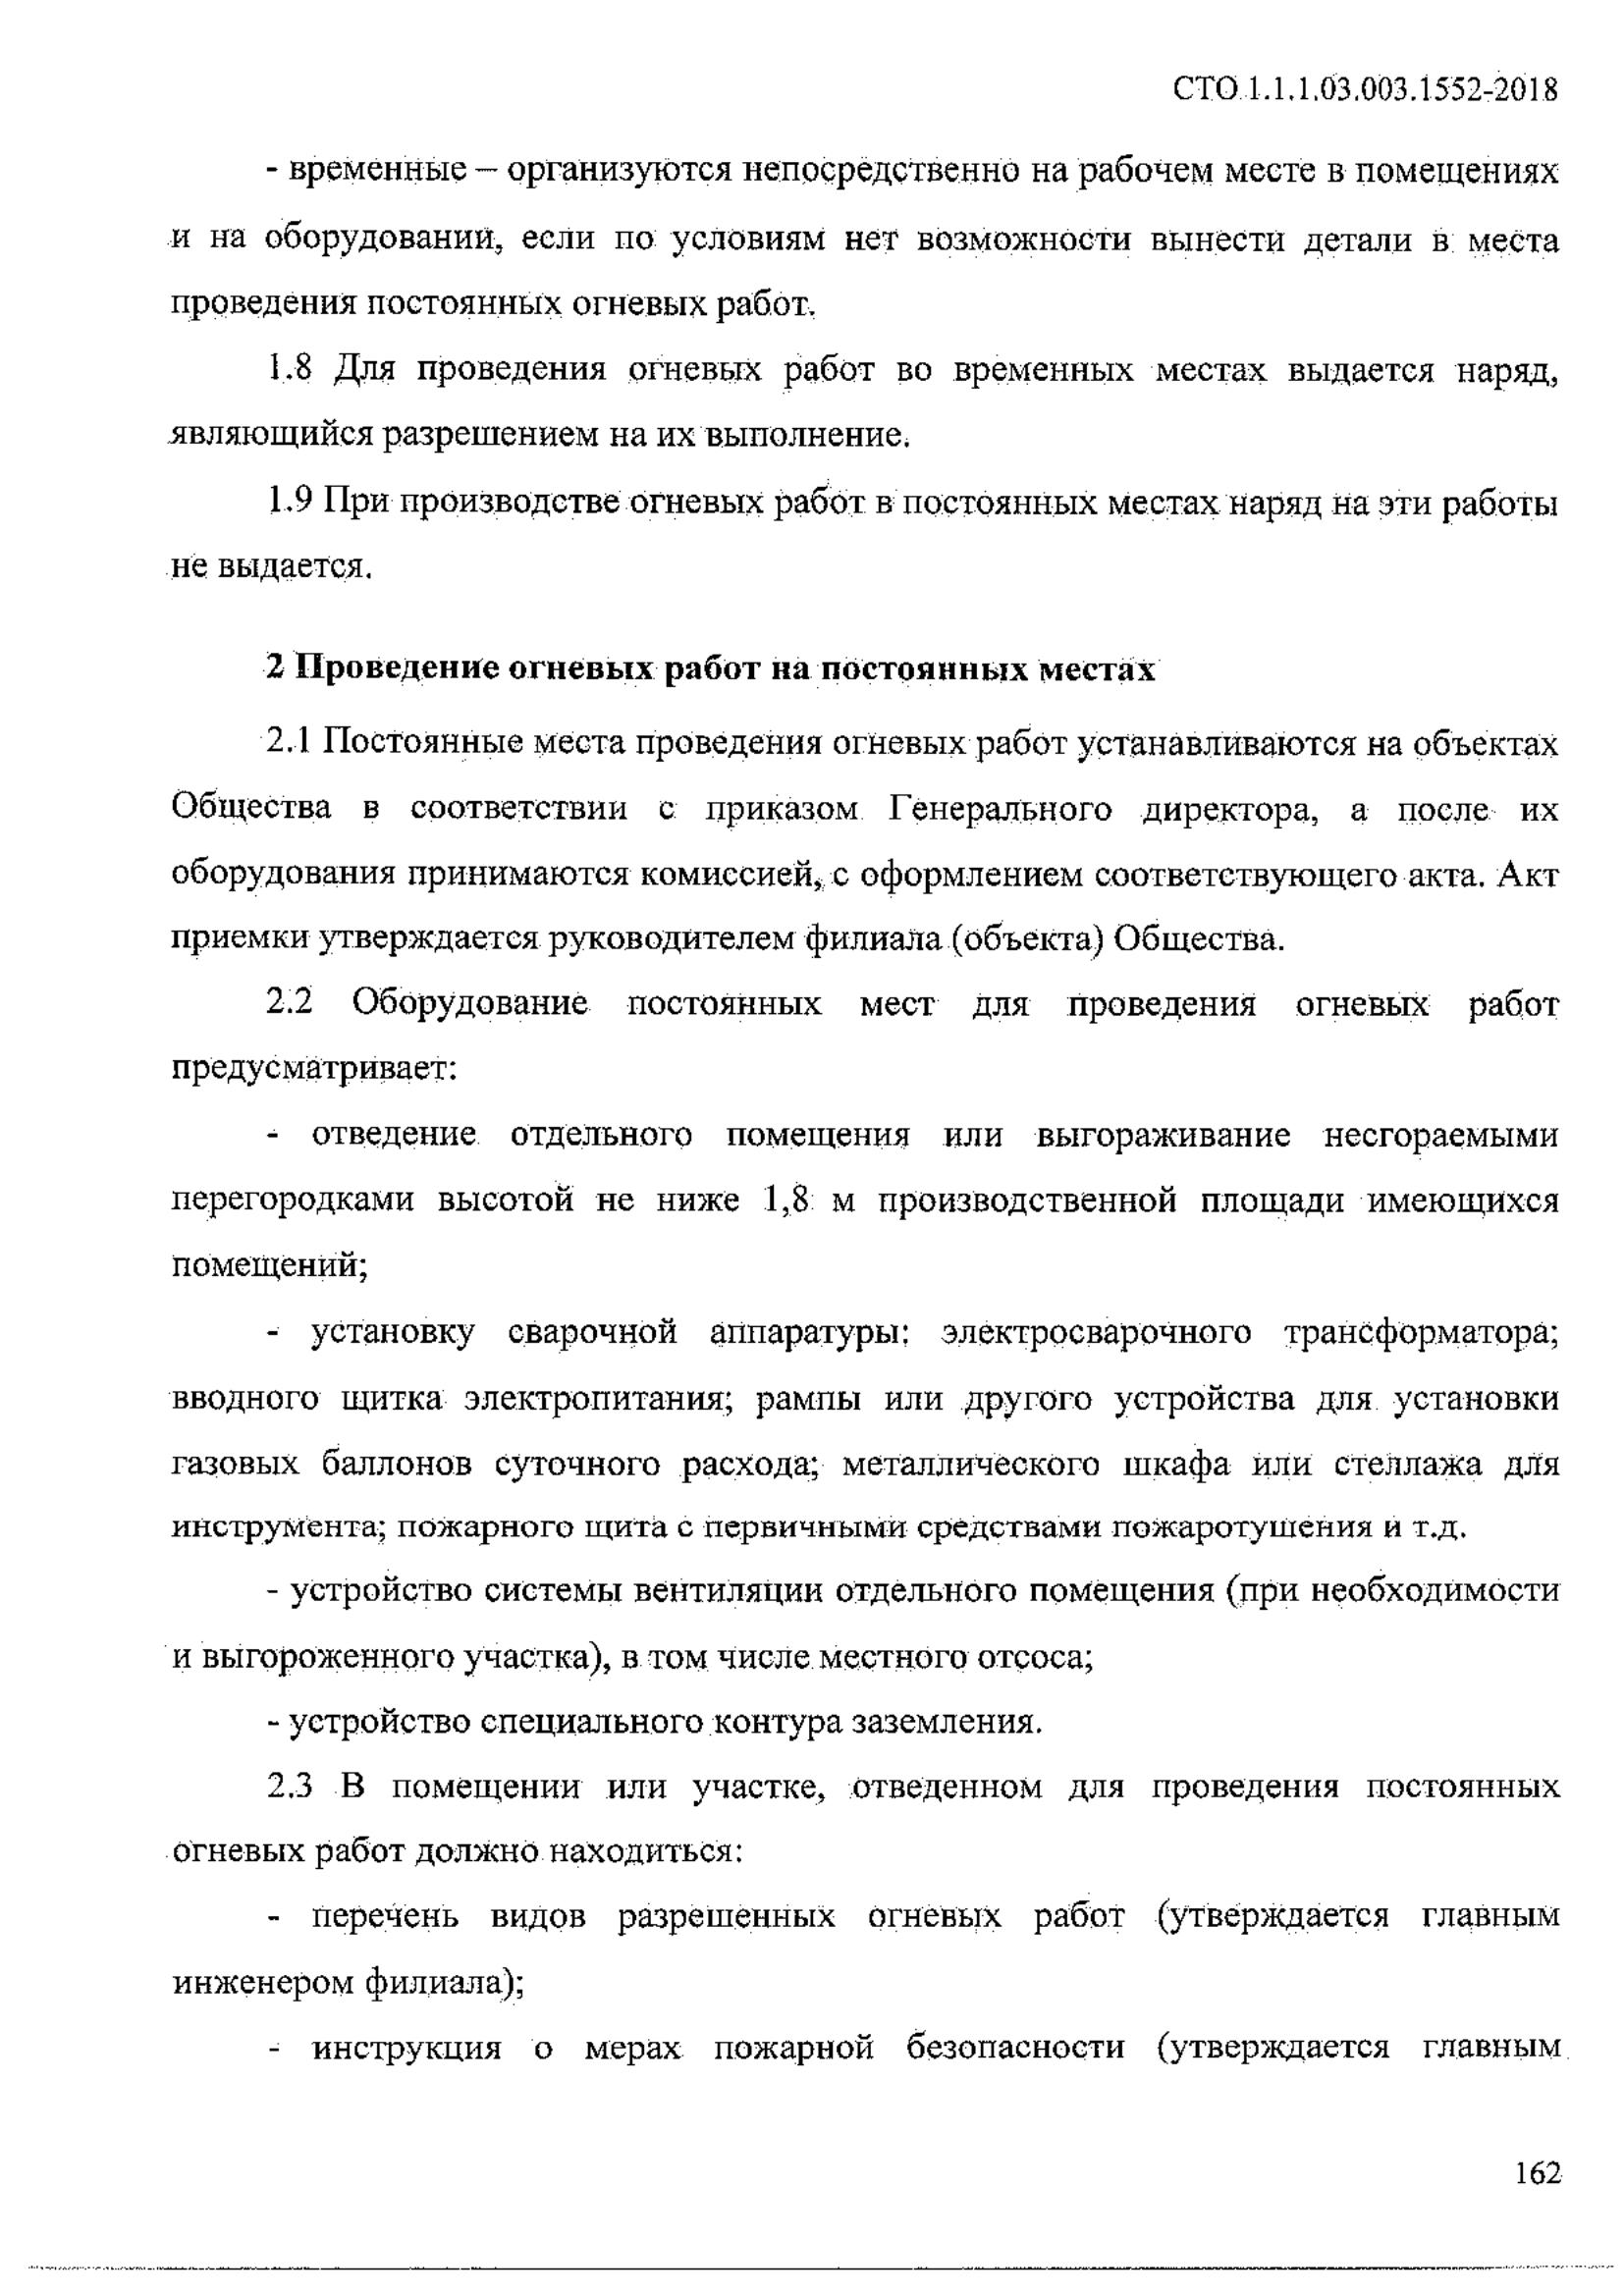 СТО 1.1.1.03.003.1552-2018
- временные – организуются непосредственно на рабочем месте в помещениях
и на оборудовании, если по условиям нет возможности вынести детали в места
проведения постоянных огневых работ.
1.8 Для проведения огневых работ во временных местах выдается наряд,
являющийся разрешением на их выполнение.
1.9 При производстве огневых работ в постоянных местах наряд на эти работы
не выдается.
2 Проведение огневых работ на постоянных местах
2.1 Постоянные места проведения огневых работ устанавливаются на объектах
Общества в соответствии с приказом Генерального директора, а после их
оборудования принимаются комиссией, с оформлением соответствующего акта. Акт
приемки утверждается руководителем филиала (объекта) Общества.
2.2 Оборудование постоянных мест для проведения огневых работ
предусматривает:
- отведение отдельного помещения или выгораживание несгораемыми
перегородками высотой не ниже 1,8 м производственной площади имеющихся
помещений;
- установку сварочной аппаратуры: электросварочного трансформатора;
вводного щитка электропитания; рампы или другого устройства для установки
газовых баллонов суточного расхода; металлического шкафа или стеллажа для
инструмента; пожарного щита с первичными средствами пожаротушения и т.д.
- устройство системы вентиляции отдельного помещения (при необходимости
и выгороженного участка), в том числе местного отсоса;
- устройство специального контура заземления.
2.3 В помещении или участке, отведенном для проведения постоянных
огневых работ должно находиться:
- перечень видов разрешенных огневых работ (утверждается главным
инженером филиала);
- инструкция о мерах пожарной безопасности (утверждается главным
162